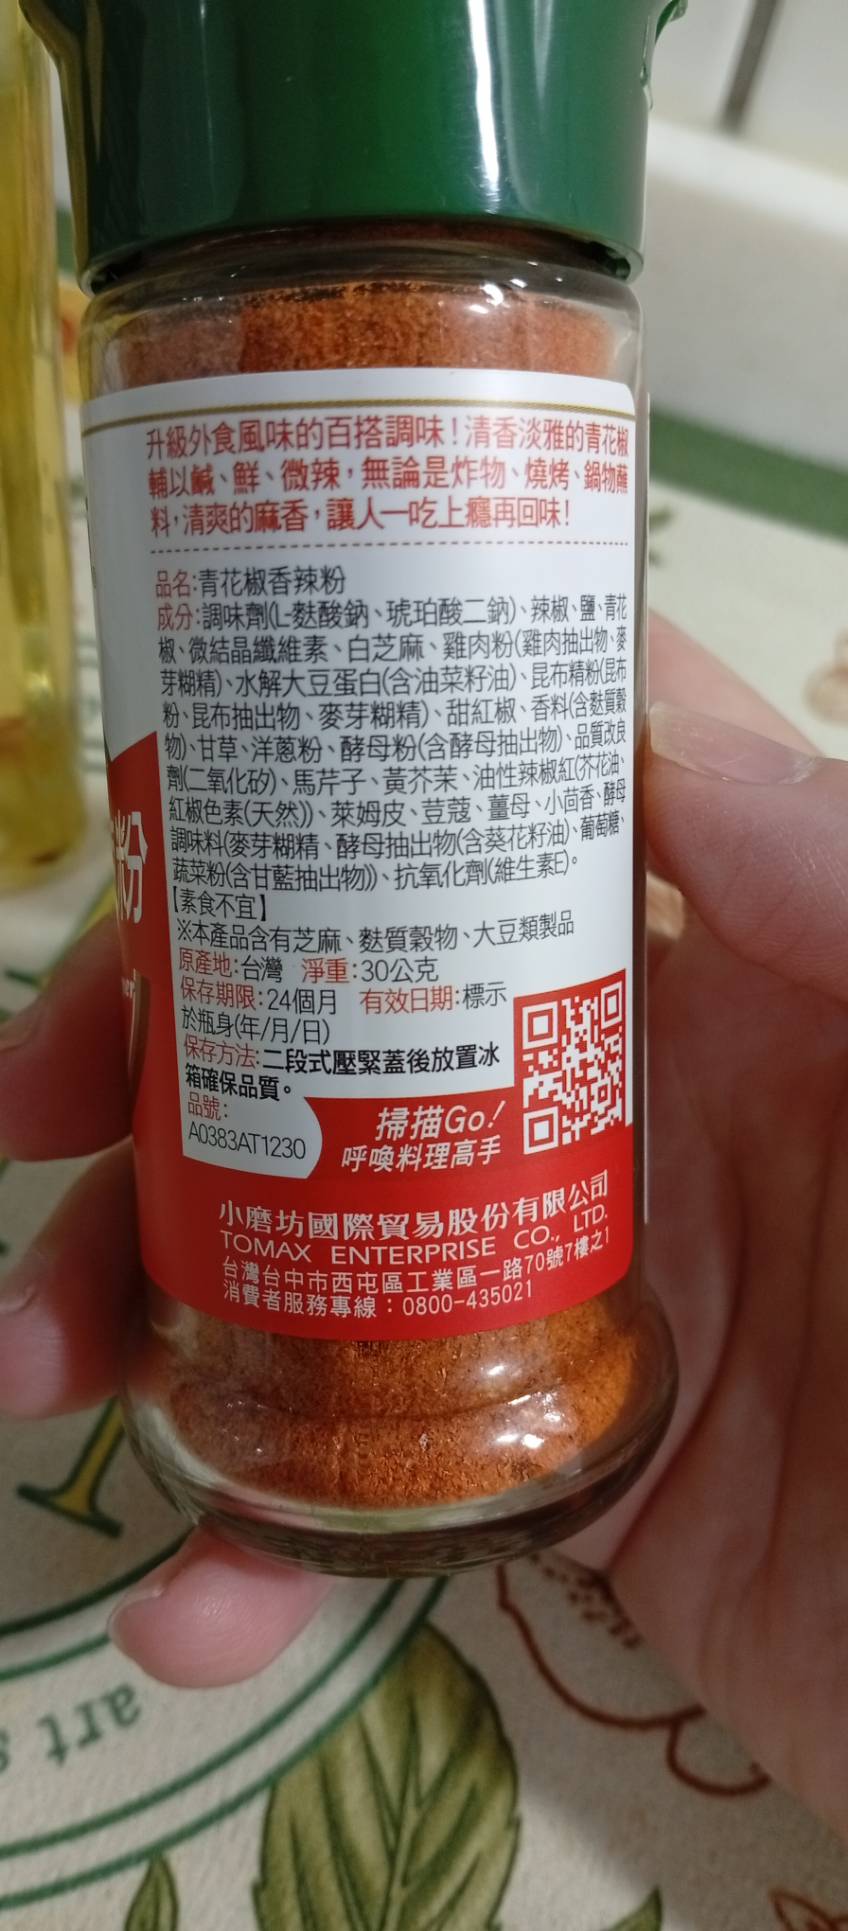 升級外食風味的百搭調味！清香淡雅的青花椒
輔以鹹、鮮、微辣，無論是炸物、燒烤、鍋物蘸
料，清爽的麻香，讓人一吃上癮再回味！
品名:青花椒香辣粉
成分:調味劑(L-麩酸鈉、琥珀酸二鈉)、辣椒、鹽、青花
椒、微結晶纖維素、白芝麻、雞肉粉(雞肉抽出物、麥
芽糊精)、水解大豆蛋白(含油菜籽油)、昆布精粉(昆布
粉、昆布抽出物、麥芽糊精)、甜紅椒、香料(含麩質穀
物)、甘草、洋蔥粉、酵母粉(含酵母抽出物)、品質改良
劑(二氧化矽)、馬芹子、黃芥茉、油性辣椒紅(芥花油、
紅椒色素(天然))、萊姆皮、荳蔻、薑母、小茴香、酵母
調味料(麥芽糊精、酵母抽出物(含葵花籽油)、葡萄糖、
蔬菜粉(含甘藍抽出物))、抗氧化劑(維生素E)。
【素食不宜】
※本產品含有芝麻、麩質穀物、大豆類製品
原產地:台灣 淨重:30公克
保存期限:24個月 有效日期:標示
於瓶身(年/月/日)
保存方法:二段式壓緊蓋後放置冰
箱確保品質。
品號:
A0383AT1230
掃描Go!
呼喚料理高手
小磨坊國際貿易股份有限公司
TOMAX ENTERPRISE CO., LTD.
台灣台中市西屯區工業區一路70號7樓之1
消費者服務專線：0800-435021
粉
art